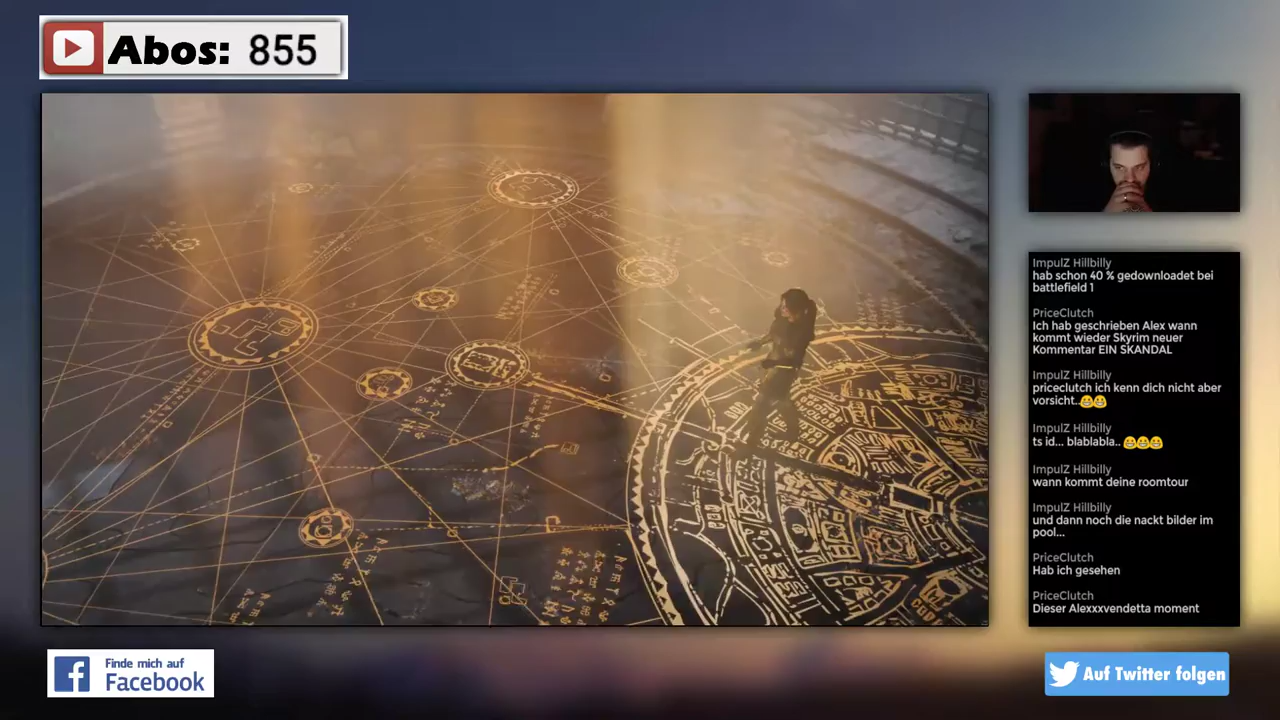 Abos: 855
ImpulZ Hillbilly
hab schon 40 % gedownloadet bei
battlefield 1
PriceClutch
Ich hab geschrieben Alex wann
kommt wieder Skyrim neuer
Kommentar EIN SKANDAL
ImpulZ Hillbilly
priceclutch ich kenn dich nicht aber
vorsicht..😀😀
ImpulZ Hillbilly
ts id... blablabla.. 😀😀😀
ImpulZ Hillbilly
wann kommt deine roomtour
ImpulZ Hillbilly
und dann noch die nackt bilder im
pool...
PriceClutch
Hab ich gesehen
PriceClutch
Dieser Alexxxvendetta moment
Finde mich auf
Facebook
Auf Twitter folgen